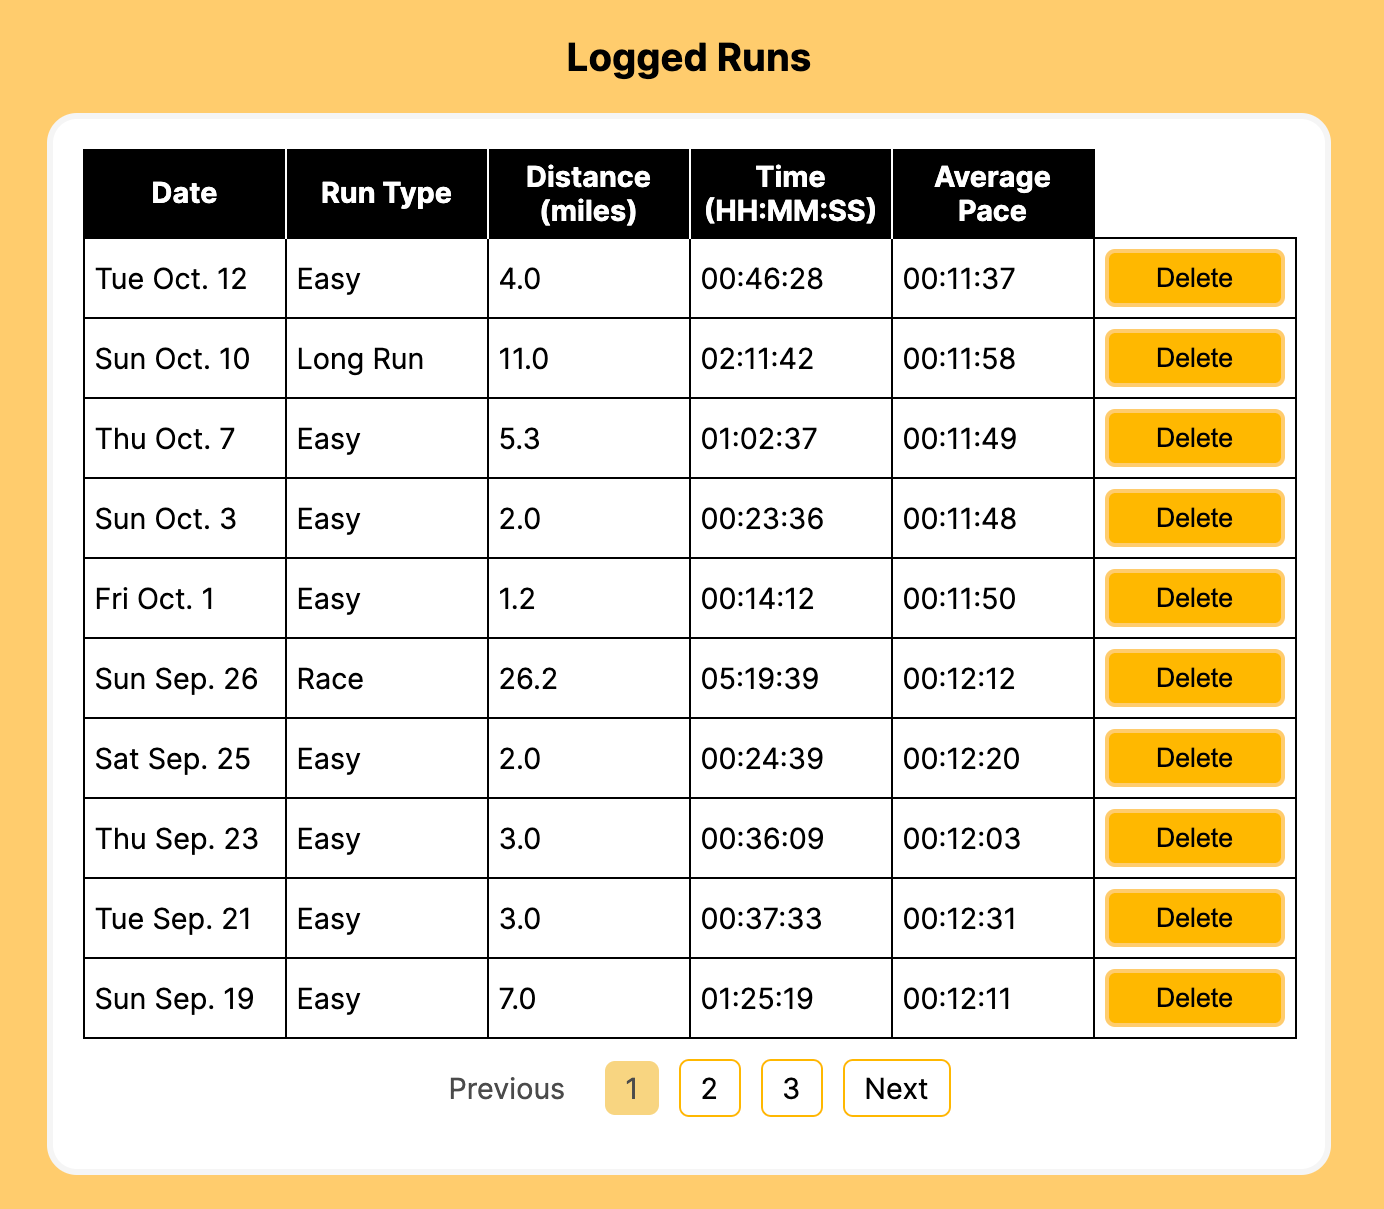 Logged Runs
Date Run Type Distance (miles) Time (HH:MM:SS) Average Pace
Tue Oct. 12 Easy 4.0 00:46:28 00:11:37 Delete
Sun Oct. 10 Long Run 11.0 02:11:42 00:11:58 Delete
Thu Oct. 7 Easy 5.3 01:02:37 00:11:49 Delete
Sun Oct. 3 Easy 2.0 00:23:36 00:11:48 Delete
Fri Oct. 1 Easy 1.2 00:14:12 00:11:50 Delete
Sun Sep. 26 Race 26.2 05:19:39 00:12:12 Delete
Sat Sep. 25 Easy 2.0 00:24:39 00:12:20 Delete
Thu Sep. 23 Easy 3.0 00:36:09 00:12:03 Delete
Tue Sep. 21 Easy 3.0 00:37:33 00:12:31 Delete
Sun Sep. 19 Easy 7.0 01:25:19 00:12:11 Delete
Previous 1 2 3 Next